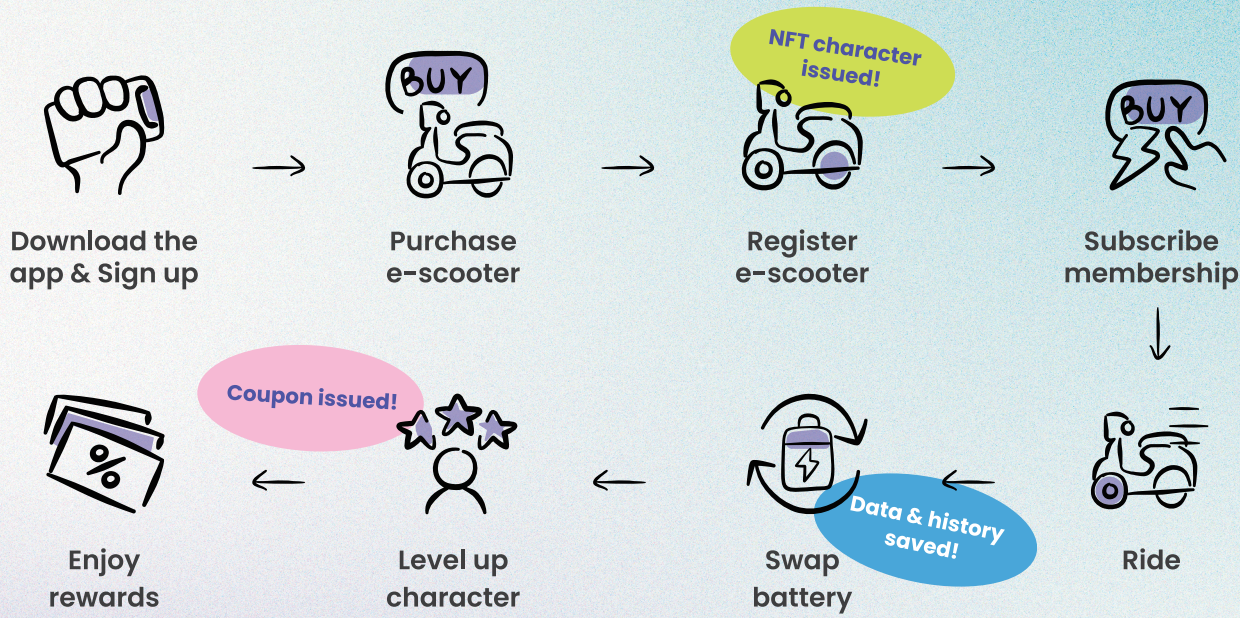 BUY
NFT character
issued!
BUY
Download the
app & Sign up
Purchase
e-scooter
Register
e-scooter
Subscribe
membership
Coupon issued!
Data & history
saved!
Ride
Swap
battery
Level up
character
Enjoy
rewards